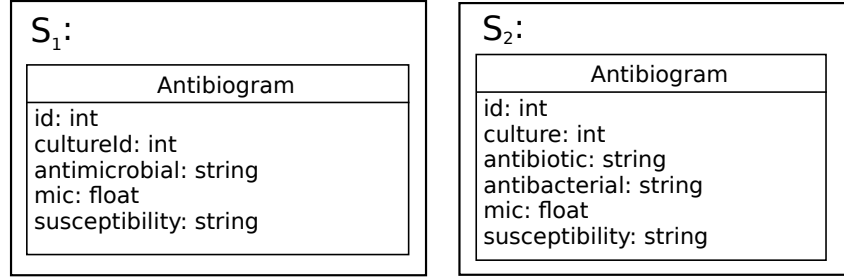 S₁:
Antibiogram
id: int
cultureId: int
antimicrobial: string
mic: float
susceptibility: string
S₂:
Antibiogram
id: int
culture: int
antibiotic: string
antibacterial: string
mic: float
susceptibility: string